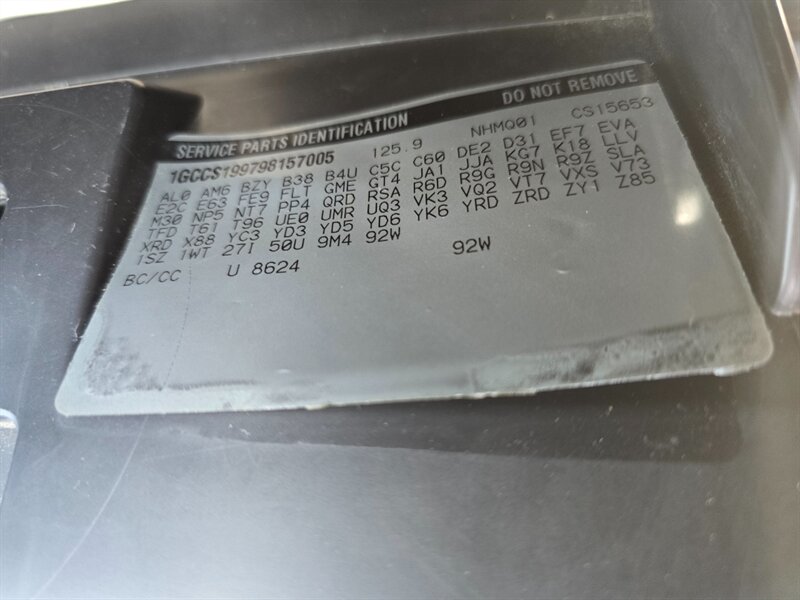 SERVICE PARTS IDENTIFICATION DO NOT REMOVE
1GCCS199798157005 125.9 NHMQ01 CS15653
AL0 AM6 BZY B38 B4U C5C C60 DE2 D31 EF7 EVA
E2C E63 FE9 FLT GME GT4 JA1 JJA KG7 K18 LLV
M30 NP5 NT7 PP4 QRD RSA R6D R9G R9N R9Z SLA
TFD T61 T96 UE0 UMR UQ3 VK3 VQ2 VT7 VXS V73
XRD X88 YC3 YD3 YD5 YD6 YK6 YRD ZRD ZY1 Z85
1SZ 1WT 27I 50U 9M4 92W 92W
BC/CC U 8624